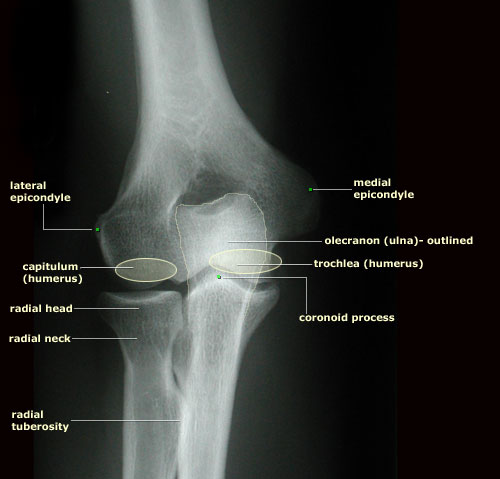 lateral
epicondyle
medial
epicondyle
olecranon (ulna)- outlined
capitulum
(humerus)
trochlea (humerus)
radial head
coronoid process
radial neck
radial
tuberosity